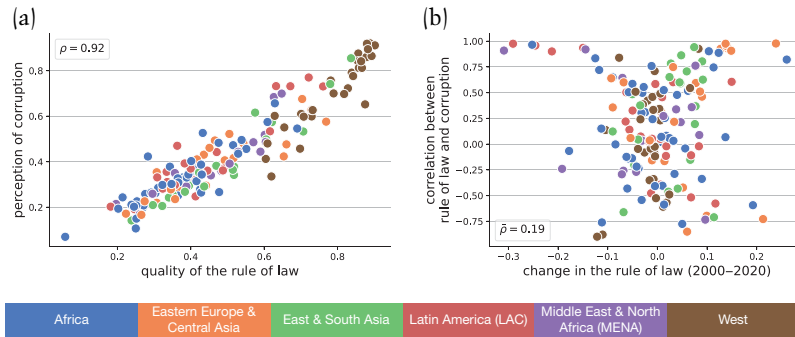 (a)
ρ = 0.92
perception of corruption
0.8
0.6
0.4
0.2
0.2
0.4
0.6
0.8
quality of the rule of law
(b)
correlation between
rule of law and corruption
1.00
0.75
0.50
0.25
0.00
−0.25
−0.50
−0.75
ρ̄ = 0.19
−0.3
−0.2
−0.1
0.0
0.1
0.2
change in the rule of law (2000–2020)
Africa
Eastern Europe &
Central Asia
East & South Asia
Latin America (LAC)
Middle East & North
Africa (MENA)
West